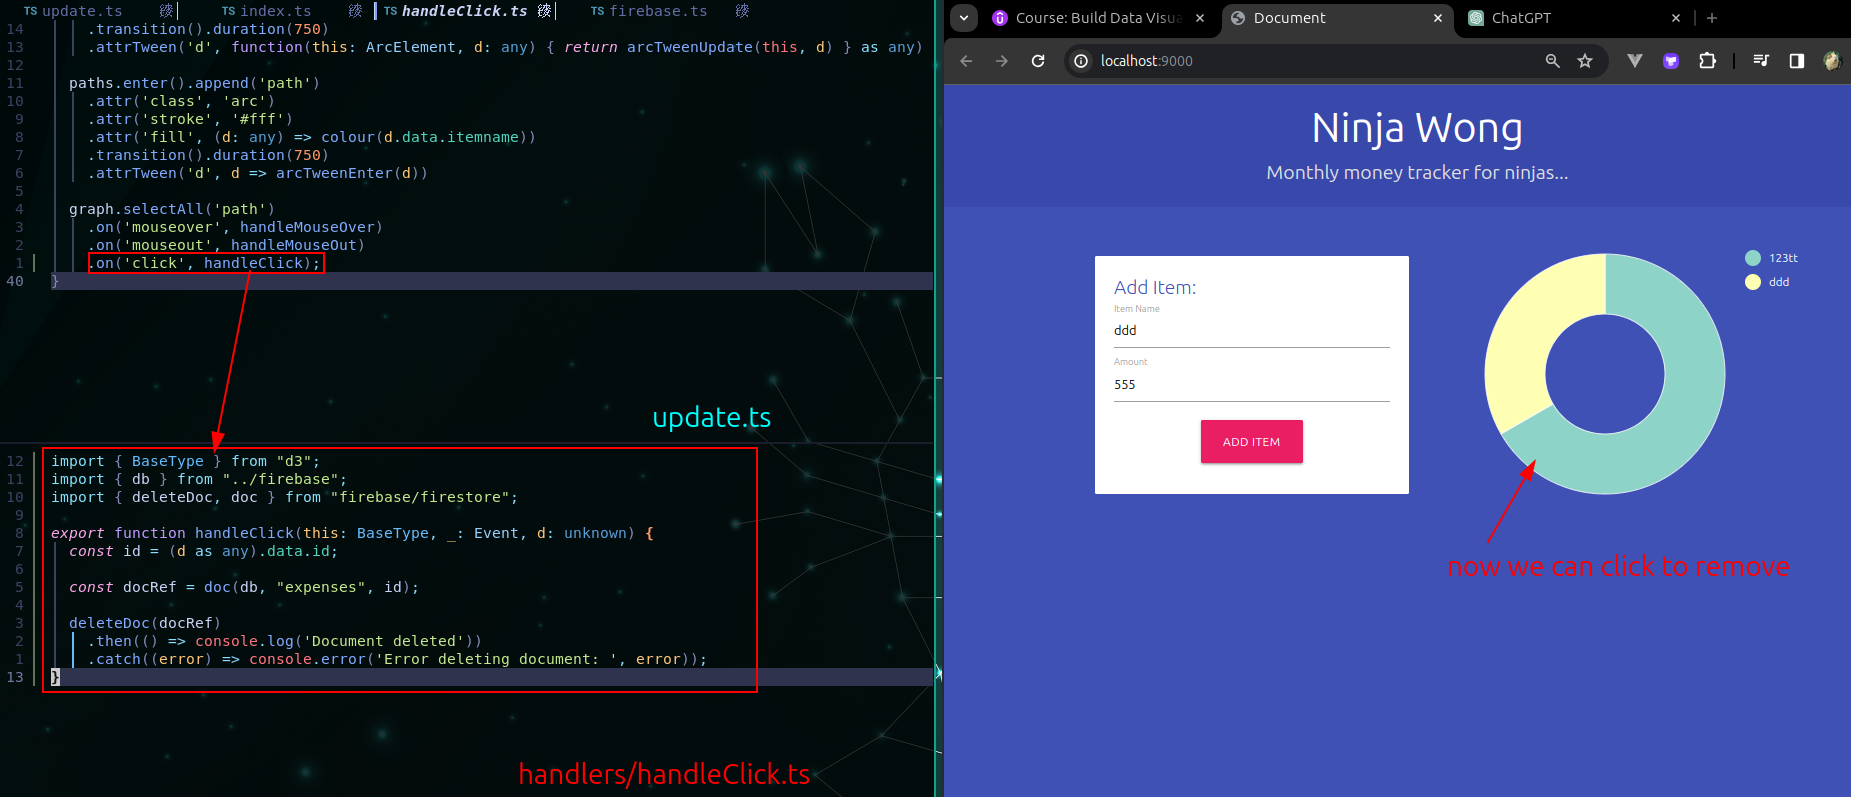 TS update.ts
TS index.ts
TS handleClick.ts
TS firebase.ts
14 .transition().duration(750)
13 .attrTween('d', function(this: ArcElement, d: any) { return arcTweenUpdate(this, d) } as any)
12
11 paths.enter().append('path')
10 .attr('class', 'arc')
9 .attr('stroke', '#fff')
8 .attr('fill', (d: any) => colour(d.data.itemname))
7 .transition().duration(750)
6 .attrTween('d', d => arcTweenEnter(d))
5
4 graph.selectAll('path')
3 .on('mouseover', handleMouseOver)
2 .on('mouseout', handleMouseOut)
1 .on('click', handleClick);
40 }
update.ts
12 import { BaseType } from "d3";
11 import { db } from "../firebase";
10 import { deleteDoc, doc } from "firebase/firestore";
9
8 export function handleClick(this: BaseType, _: Event, d: unknown) {
7 const id = (d as any).data.id;
6
5 const docRef = doc(db, "expenses", id);
4
3 deleteDoc(docRef)
2 .then(() => console.log('Document deleted'))
1 .catch((error) => console.error('Error deleting document: ', error));
13 }
handlers/handleClick.ts
Course: Build Data Visua
Document
ChatGPT
localhost:9000
Ninja Wong
Monthly money tracker for ninjas...
Add Item:
Item Name
ddd
Amount
555
ADD ITEM
123tt
ddd
now we can click to remove